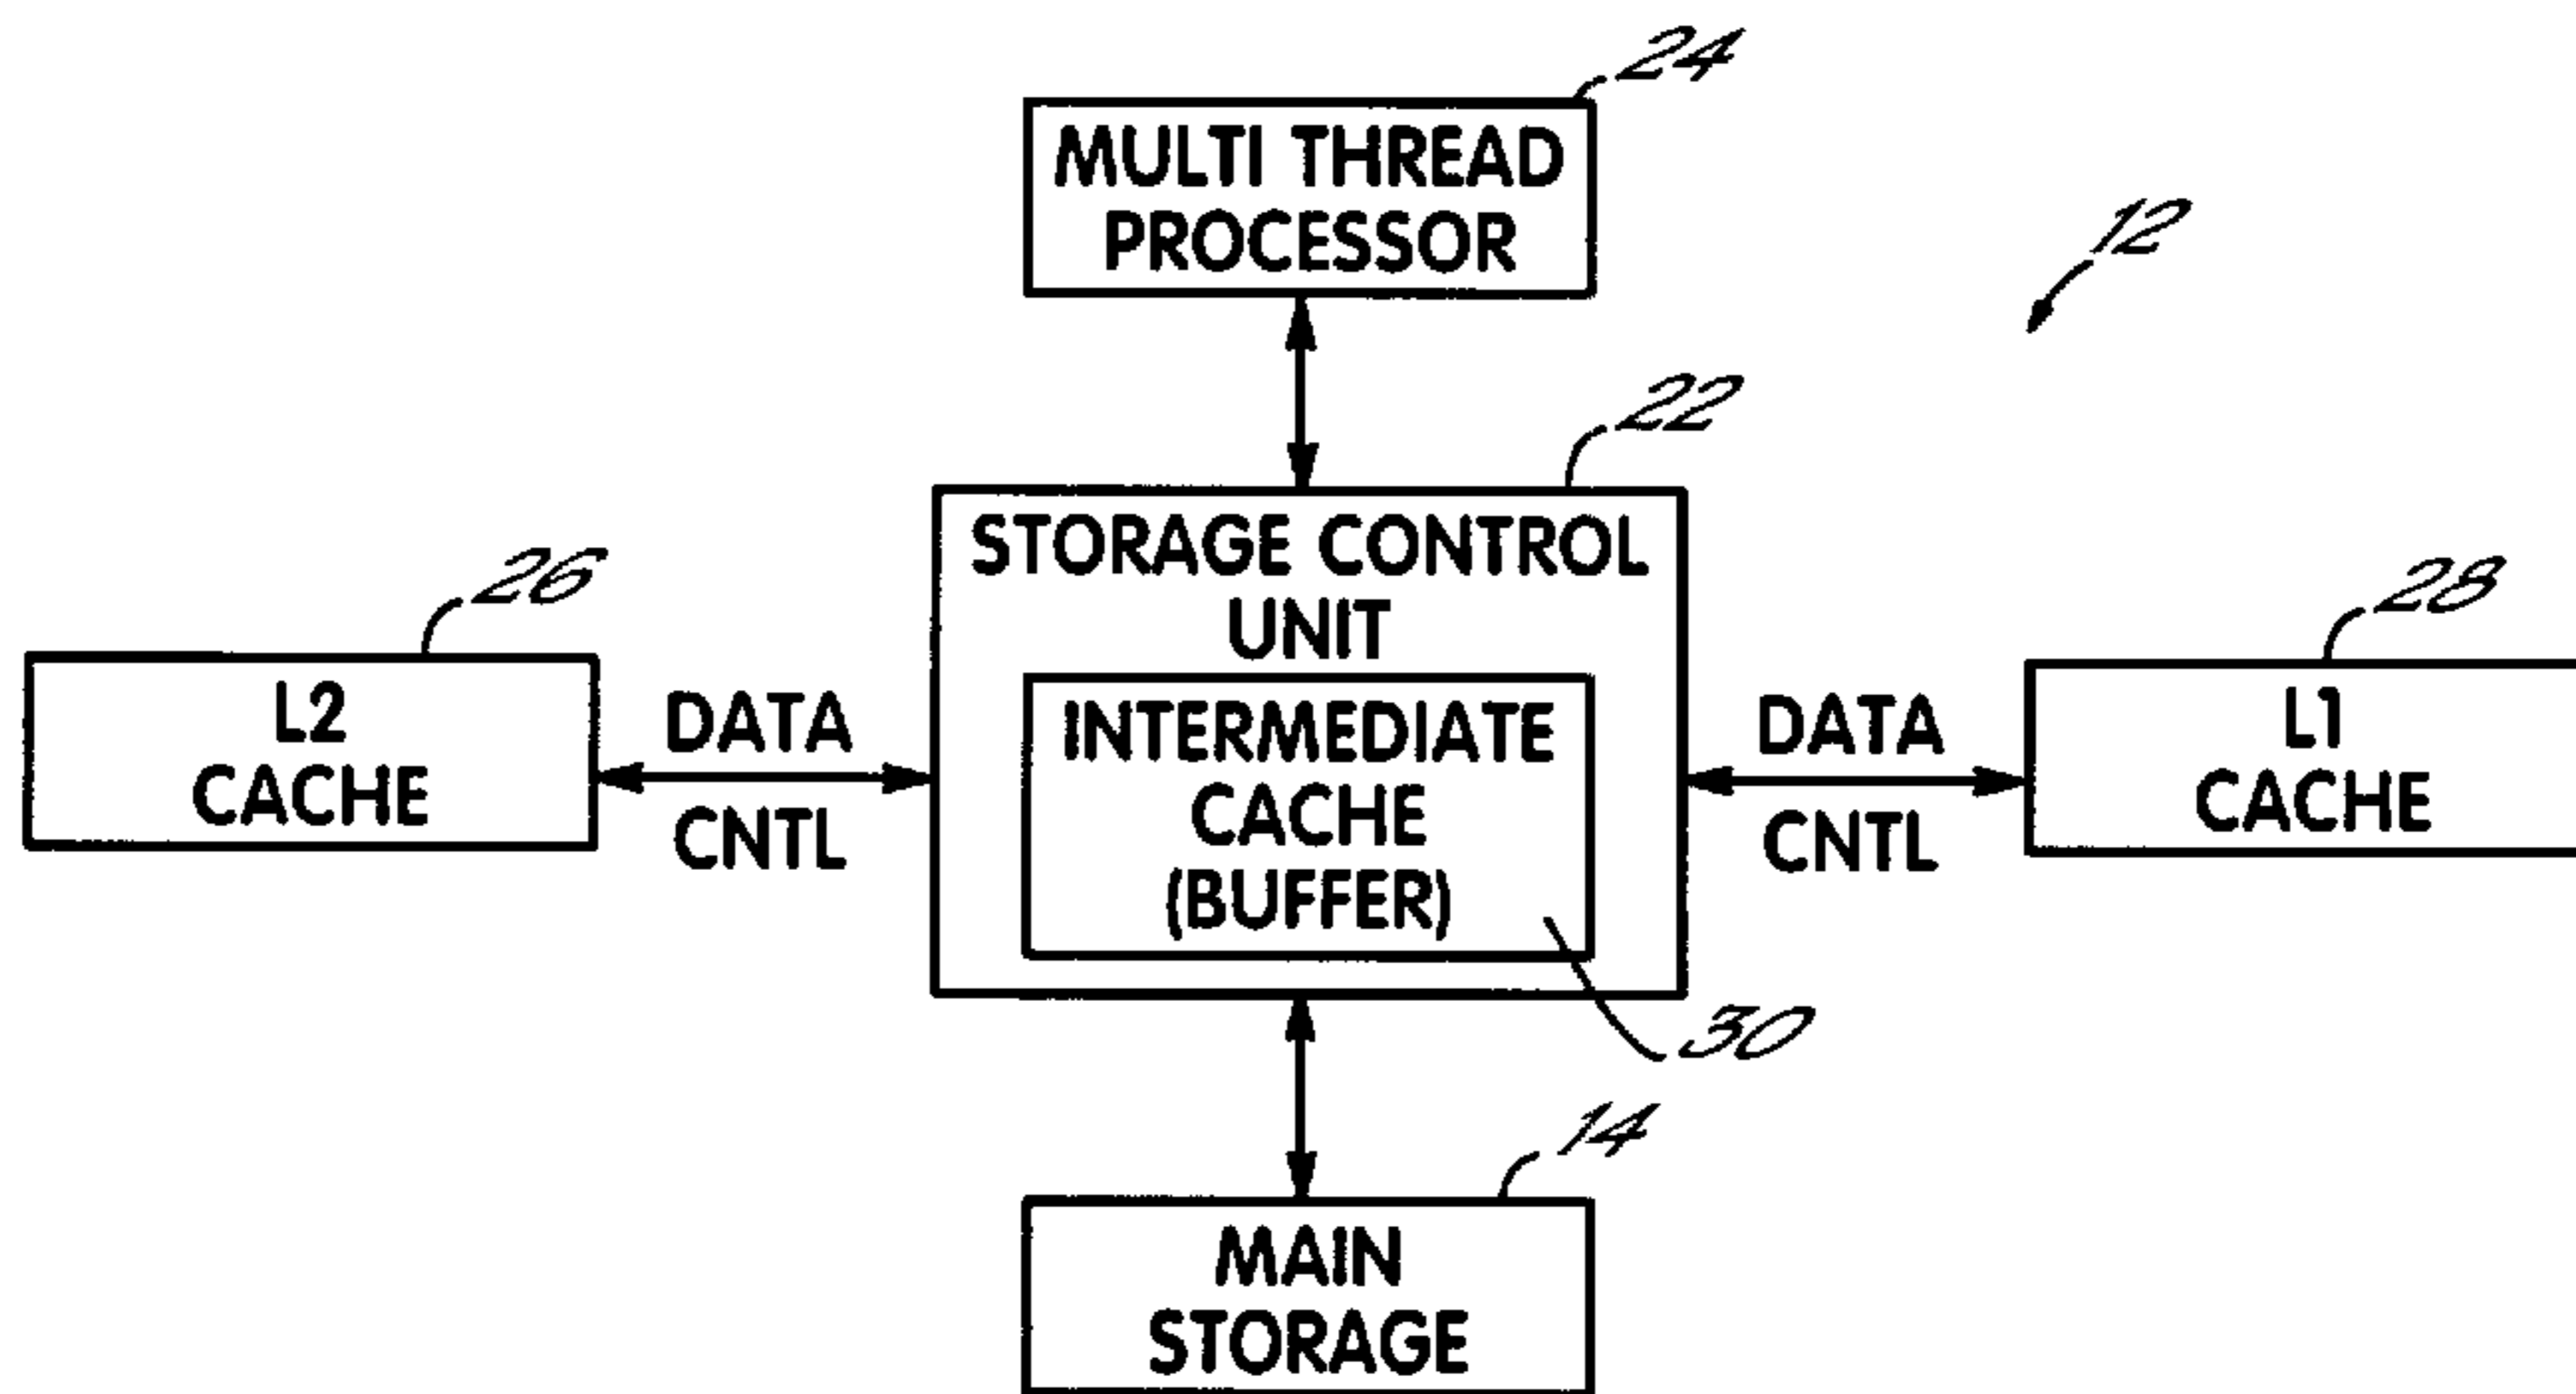 24
MULTI THREAD
PROCESSOR
12
22
STORAGE CONTROL
UNIT
26
28
L2
CACHE
DATA
CNTL
INTERMEDIATE
CACHE
(BUFFER)
DATA
CNTL
L1
CACHE
30
14
MAIN
STORAGE